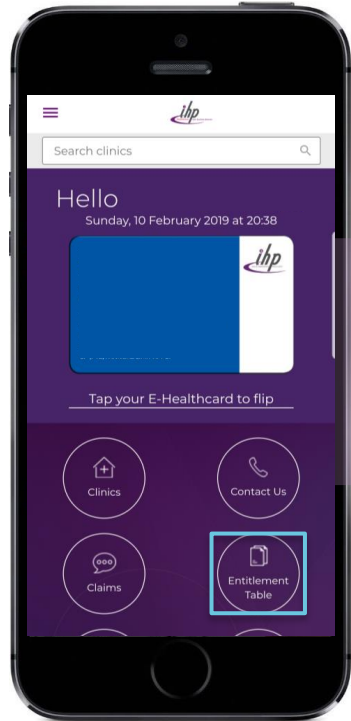 ihp
Search clinics
Hello
Sunday, 10 February 2019 at 20:38
ihp
Tap your E-Healthcard to flip
Clinics
Contact Us
Claims
Entitlement
Table